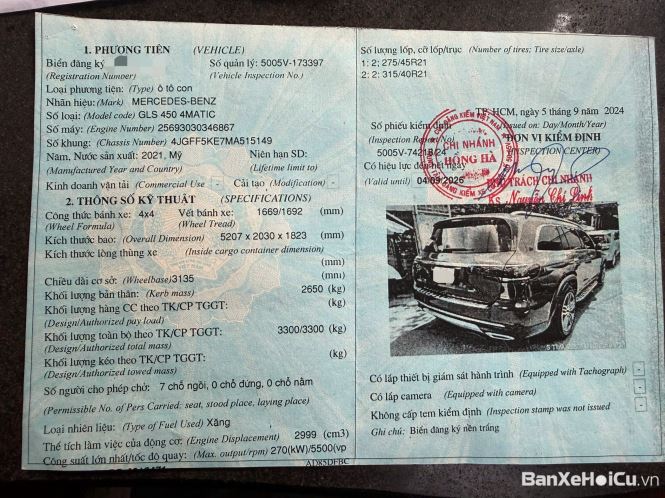 1. PHƯƠNG TIỆN (VEHICLE)
Biển đăng ký
Số quản lý: 5005V-173397
(Registration Number) (Vehicle Inspection No.)
Loại phương tiện: (Type) ô tô con
Nhãn hiệu: (Mark) MERCEDES-BENZ
Số loại: (Model code) GLS 450 4MATIC
Số máy: (Engine Number) 25693030346867
Số khung: (Chassis Number) 4JGFF5KE7MA515149
Năm, Nước sản xuất: 2021, Mỹ Niên hạn SD:
(Manufactured Year and Country) (Lifetime limit to)
Kinh doanh vận tải (Commercial Use - Cải tạo (Modification) -
2. THÔNG SỐ KỸ THUẬT (SPECIFICATIONS)
Công thức bánh xe: 4x4 Vết bánh xe: 1669/1692 (mm)
(Wheel Formula) (Wheel Tread)
Kích thước bao: (Overall Dimension) 5207 x 2030 x 1823 (mm)
Kích thước lòng thùng xe (Inside cargo container dimension)
(mm)
Chiều dài cơ sở: (Wheelbase)3135 (mm)
Khối lượng bản thân: (Kerb mass) 2650 (kg)
Khối lượng hàng CC theo TK/CP TGGT: (kg)
(Design/Authorized pay load)
Khối lượng toàn bộ theo TK/CP TGGT: 3300/3300 (kg)
(Design/Authorized total mass)
Khối lượng kéo theo TK/CP TGGT: (kg)
(Design/Authorized towed mass)
Số người cho phép chở: 7 chỗ ngồi, 0 chỗ đứng, 0 chỗ nằm
(Permissible No. of Pers Carried: seat, stood place, laying place)
Loại nhiên liệu: (Type of Fuel Used) Xăng
Thể tích làm việc của động cơ: (Engine Displacement) 2999 (cm3)
Công suất lớn nhất/tốc độ quay: (Max. output/rpm) 270(kW)/5500(vp
Số lượng lốp, cỡ lốp/trục (Number of tires; Tire size/axle)
1: 2; 275/45R21
2: 2; 315/40R21
TP. HCM, ngày 5 tháng 9 năm 2024
Số phiếu kiểm định (Issued on: Day/Month/Year)
(Inspection Report No.) ĐƠN VỊ KIỂM ĐỊNH
5005V-74218/24 (INSPECTION CENTER)
Có hiệu lực đến hết ngày
(Valid until) 04/09/2026
CHI NHÁNH
HỒNG HÀ
PHỤ TRÁCH CHI NHÁNH
Ks. Nguyễn Chí Linh
Có lắp thiết bị giám sát hành trình (Equipped with Tachograph) -
Có lắp camera (Equipped with camera) -
Không cấp tem kiểm định (Inspection stamp was not issued -
Ghi chú: Biển đăng ký nền trắng
BanXeHoiCu.vn